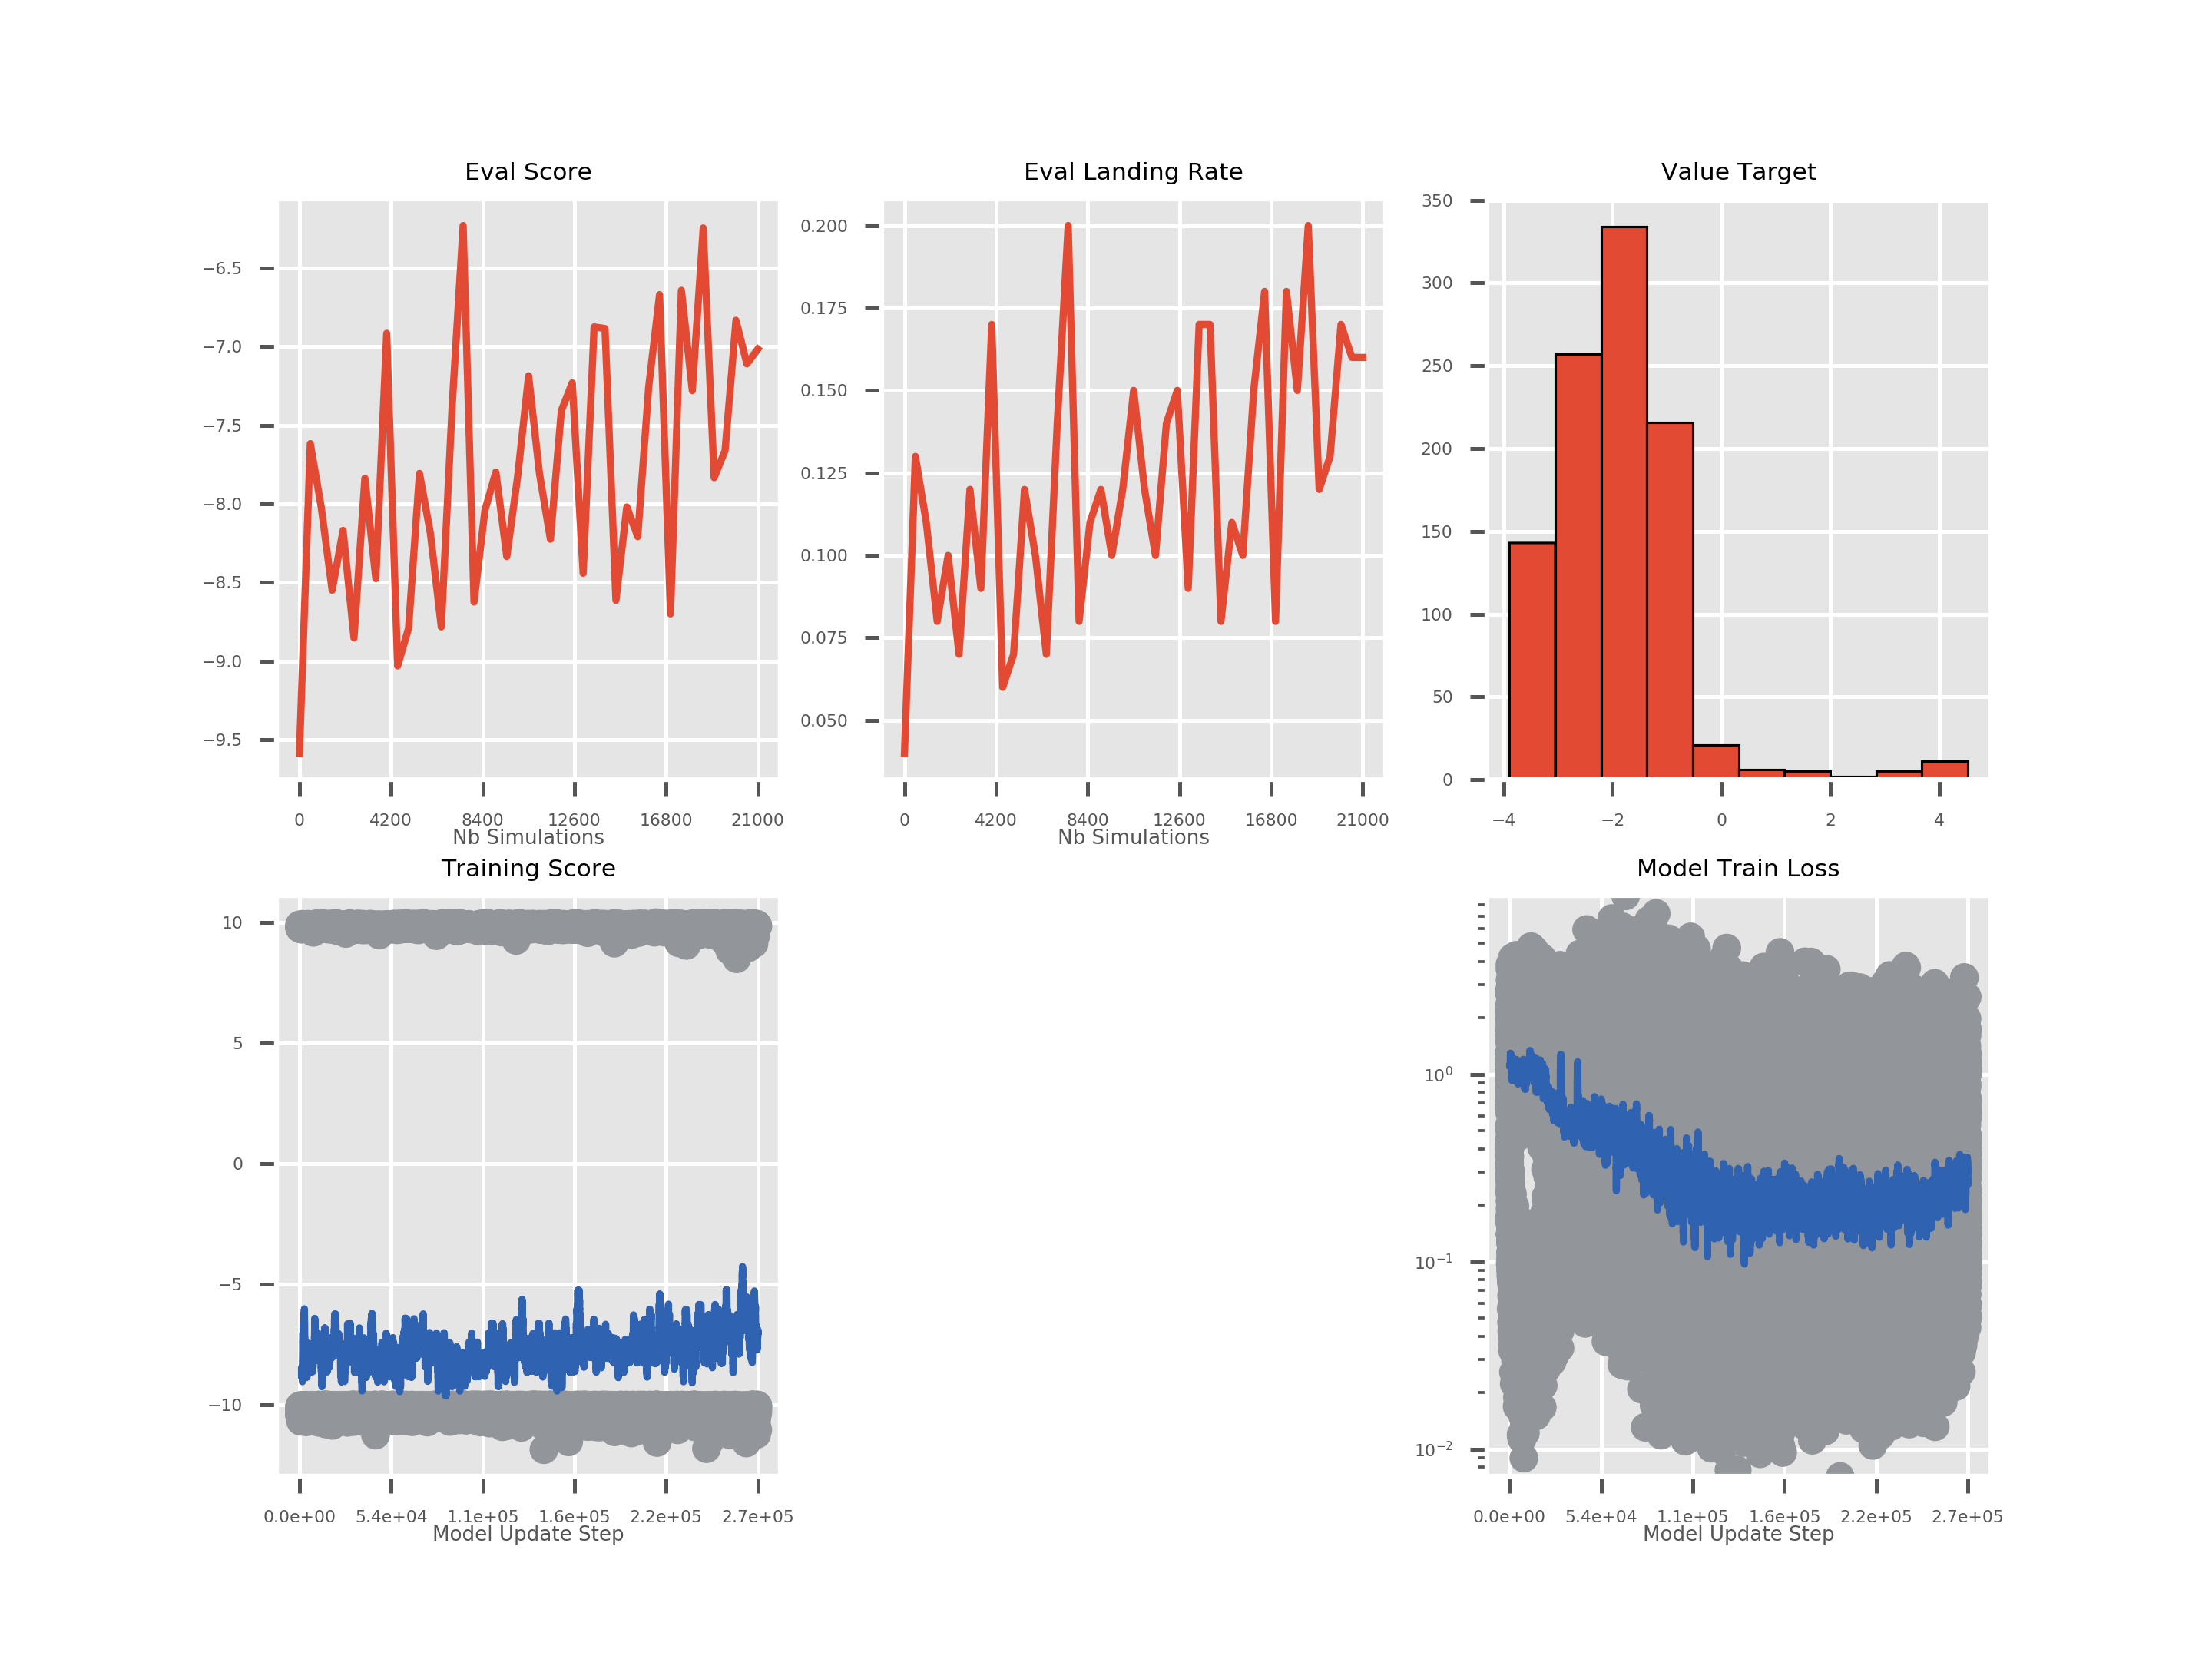 Eval Score
−6.5
−7.0
−7.5
−8.0
−8.5
−9.0
−9.5
0 4200 8400 12600 16800 21000
Nb Simulations
Eval Landing Rate
0.200
0.175
0.150
0.125
0.100
0.075
0.050
0 4200 8400 12600 16800 21000
Nb Simulations
Value Target
350
300
250
200
150
100
50
0
−4 −2 0 2 4
Training Score
10
5
0
−5
−10
0.0e+00 5.4e+04 1.1e+05 1.6e+05 2.2e+05 2.7e+05
Model Update Step
Model Train Loss
10⁰
10⁻¹
10⁻²
0.0e+00 5.4e+04 1.1e+05 1.6e+05 2.2e+05 2.7e+05
Model Update Step